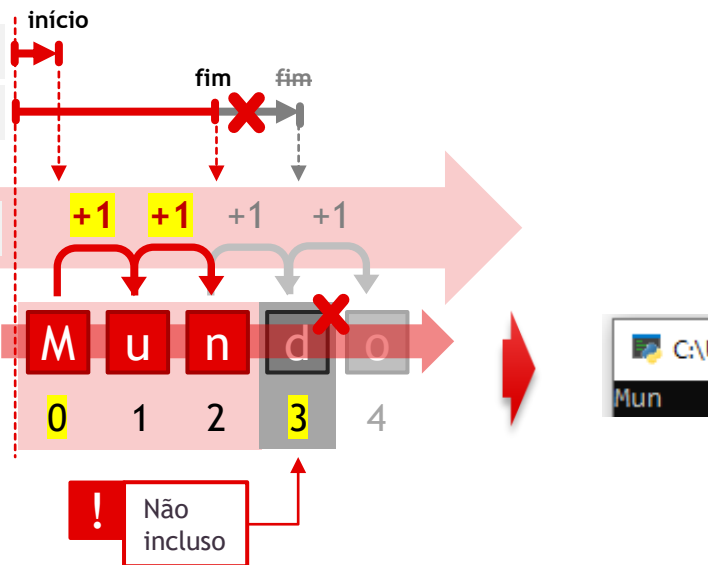 início
fim fim
+1 +1 +1 +1
M u n d o
0 1 2 3 4
! Não
incluso
C:\
Mun